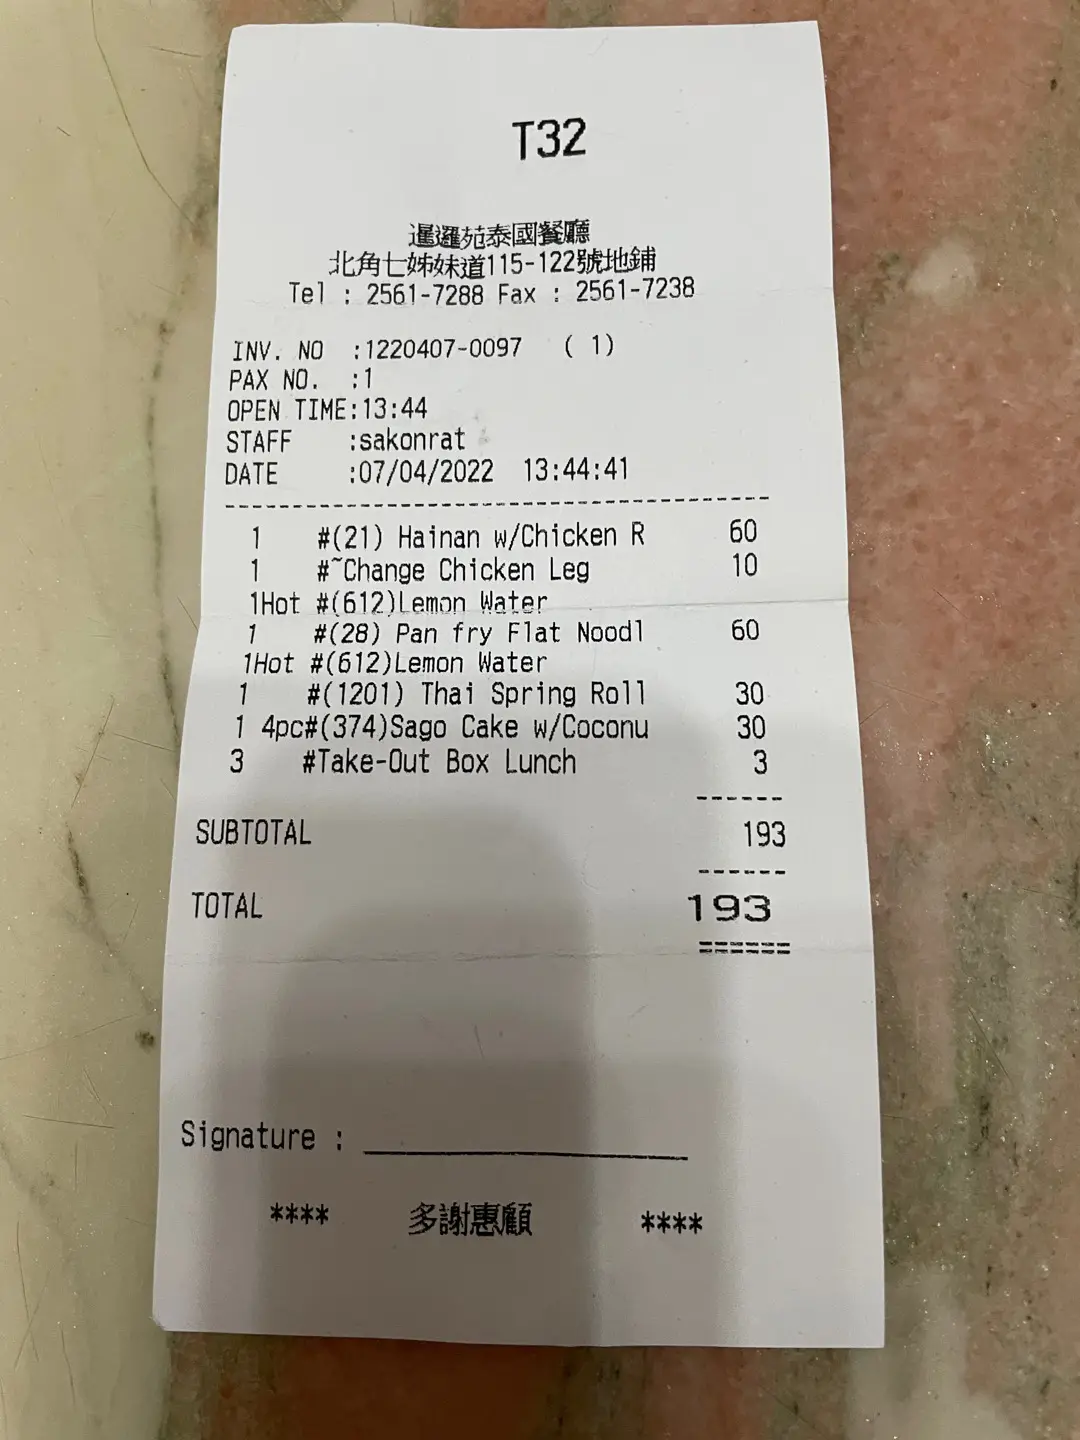 T32
暹邏苑泰國餐廳
北角七姊妹道115-122號地鋪
Tel : 2561-7288 Fax : 2561-7238
INV. NO :1220407-0097 ( 1)
PAX NO. :1
OPEN TIME:13:44
STAFF :sakonrat
DATE :07/04/2022 13:44:41
--------------------------------------
1 #(21) Hainan w/Chicken R 60
1 #~Change Chicken Leg 10
1Hot #(612)Lemon Water
1 #(28) Pan fry Flat Noodl 60
1Hot #(612)Lemon Water
1 #(1201) Thai Spring Roll 30
1 4pc#(374)Sago Cake w/Coconu 30
3 #Take-Out Box Lunch 3
------
SUBTOTAL 193
------
TOTAL 193
======
Signature : ____________________
**** 多謝惠顧 ****